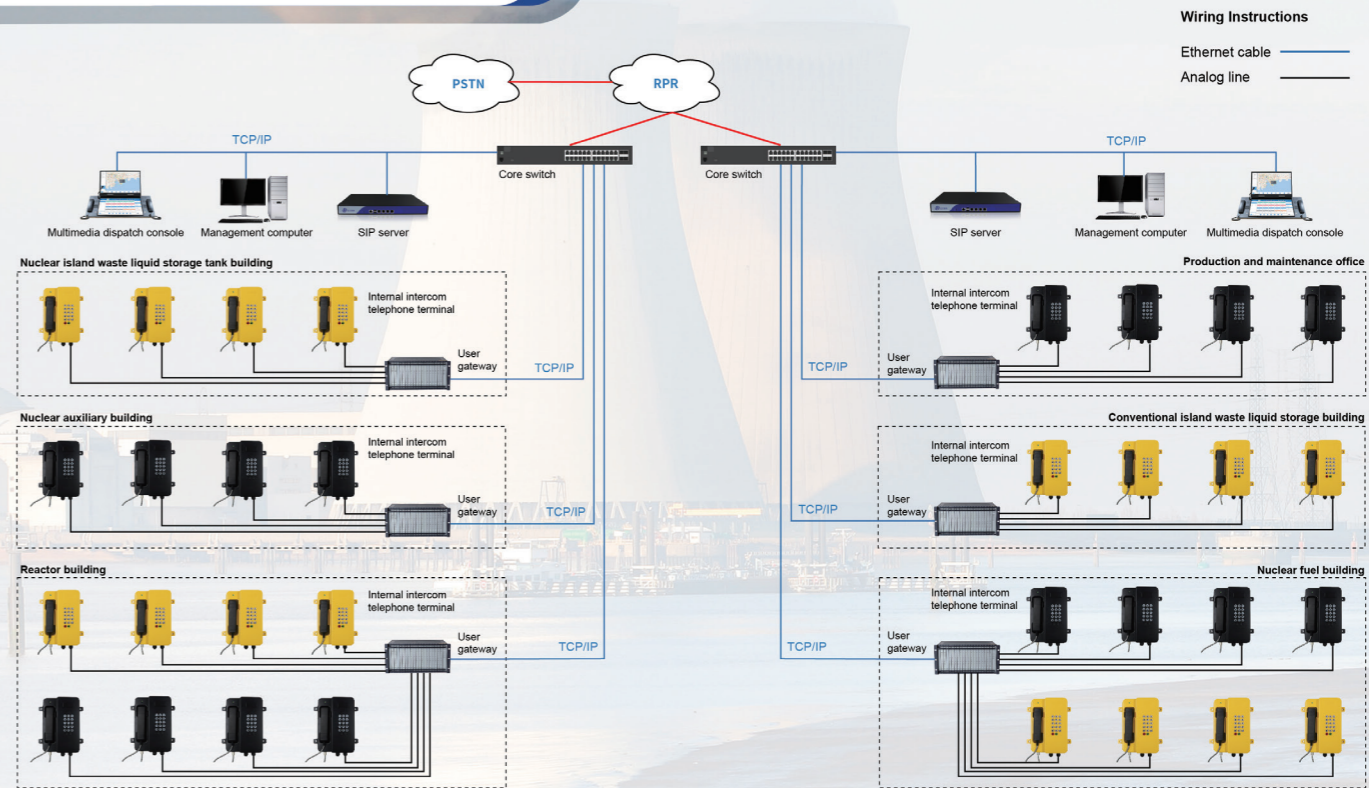 Wiring Instructions
Ethernet cable
Analog line
PSTN
RPR
TCP/IP
TCP/IP
Core switch
Core switch
Multimedia dispatch console
Management computer
SIP server
SIP server
Management computer
Multimedia dispatch console
Nuclear island waste liquid storage tank building
Internal intercom
telephone terminal
User
gateway
TCP/IP
Production and maintenance office
Internal intercom
telephone terminal
User
gateway
TCP/IP
Nuclear auxiliary building
Internal intercom
telephone terminal
User
gateway
TCP/IP
Conventional island waste liquid storage building
Internal intercom
telephone terminal
User
gateway
TCP/IP
Reactor building
Internal intercom
telephone terminal
User
gateway
TCP/IP
Nuclear fuel building
Internal intercom
telephone terminal
User
gateway
TCP/IP